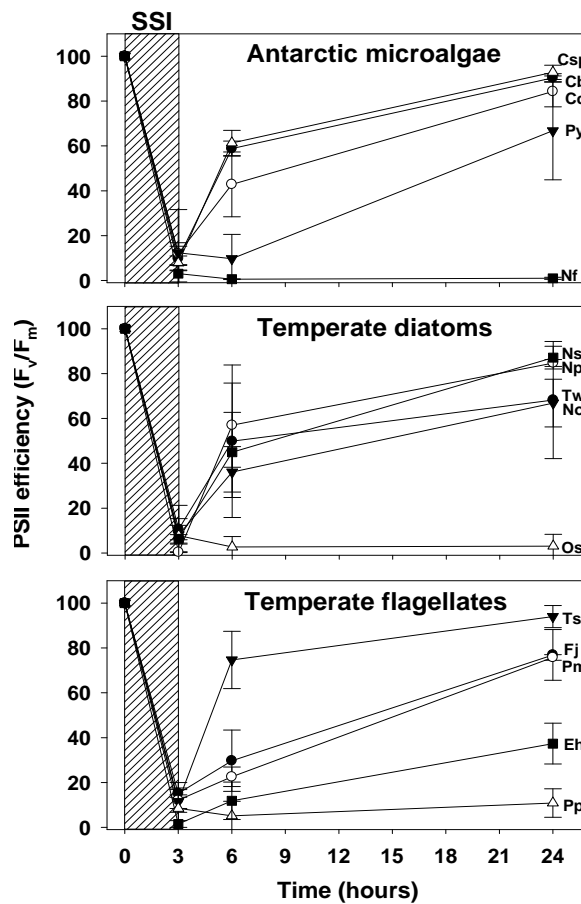 SSI
Antarctic microalgae
100
80
60
40
20
0
Csp
Cb
Cc
Py
Nf
Temperate diatoms
100
80
60
40
20
0
Ns
Np
Tw
Nc
Os
PSII efficiency (Fv/Fm)
Temperate flagellates
100
80
60
40
20
0
Ts
Fj
Pm
Eh
Pp
0 3 6 9 12 15 18 21 24
Time (hours)